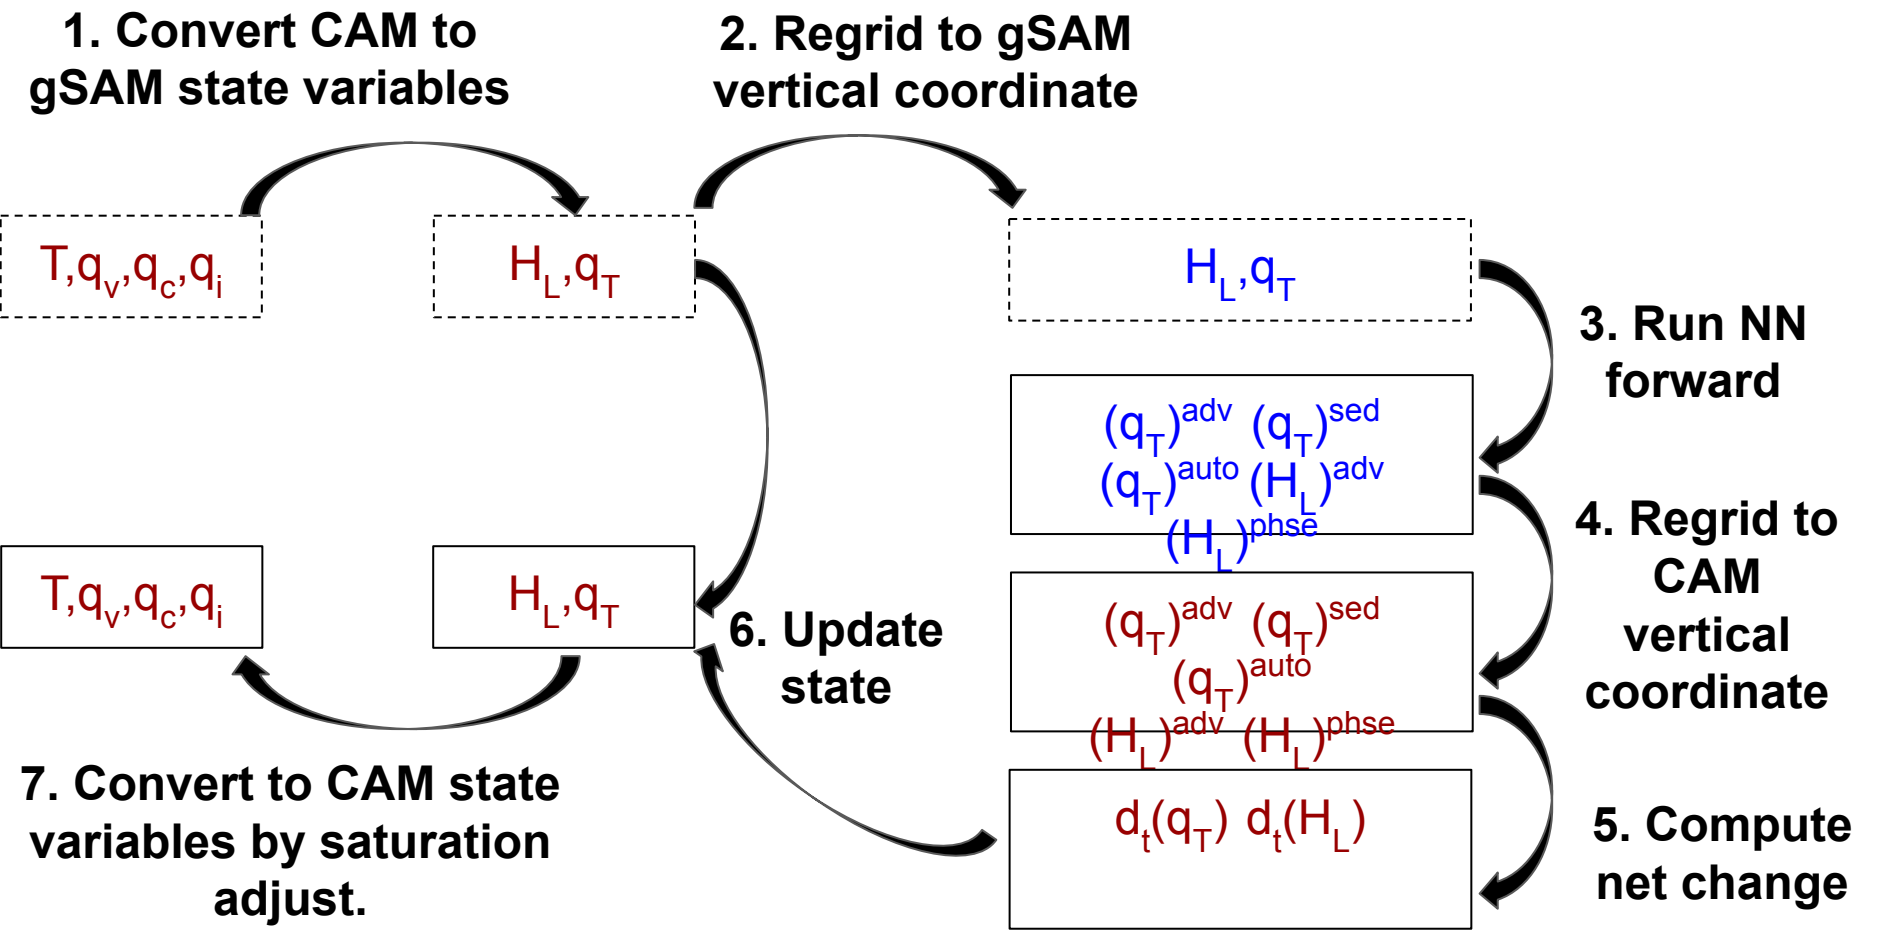 1. Convert CAM to
gSAM state variables
2. Regrid to gSAM
vertical coordinate
T,qv,qc,qi
HL,qT
HL,qT
3. Run NN
forward
(qT)adv (qT)sed
(qT)auto (HL)adv
(HL)phse
4. Regrid to
CAM
vertical
coordinate
T,qv,qc,qi
HL,qT
6. Update
state
(qT)adv (qT)sed
(qT)auto
(HL)adv (HL)phse
7. Convert to CAM state
variables by saturation
adjust.
dt(qT) dt(HL)
5. Compute
net change